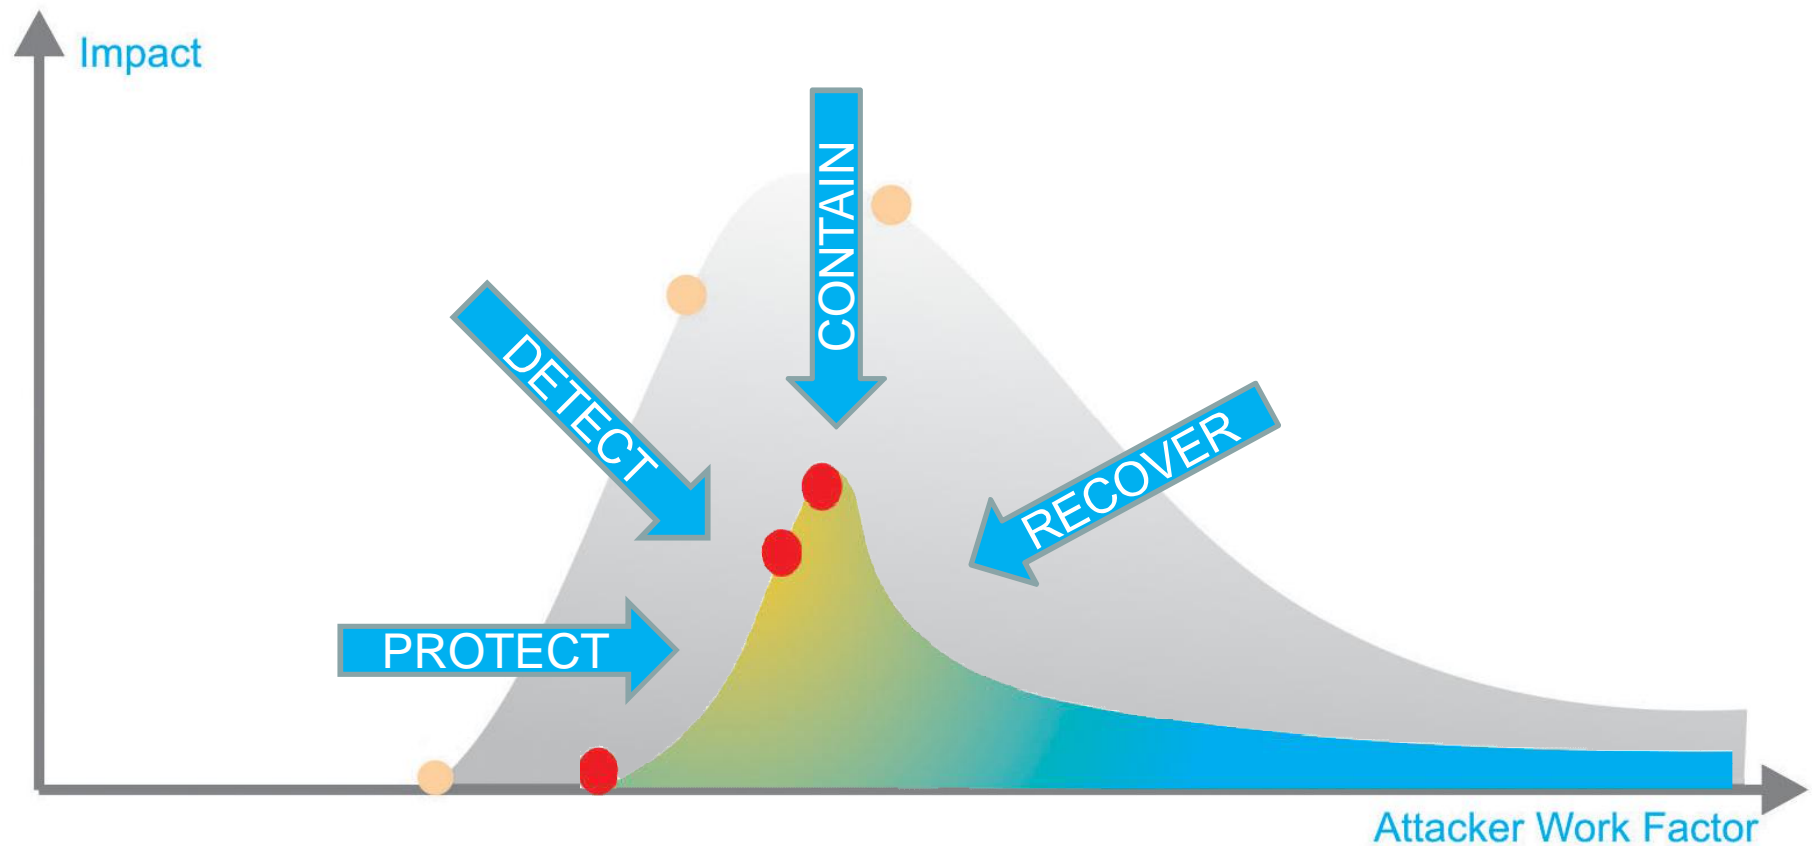 Impact
CONTAIN
DETECT
RECOVER
PROTECT
Attacker Work Factor